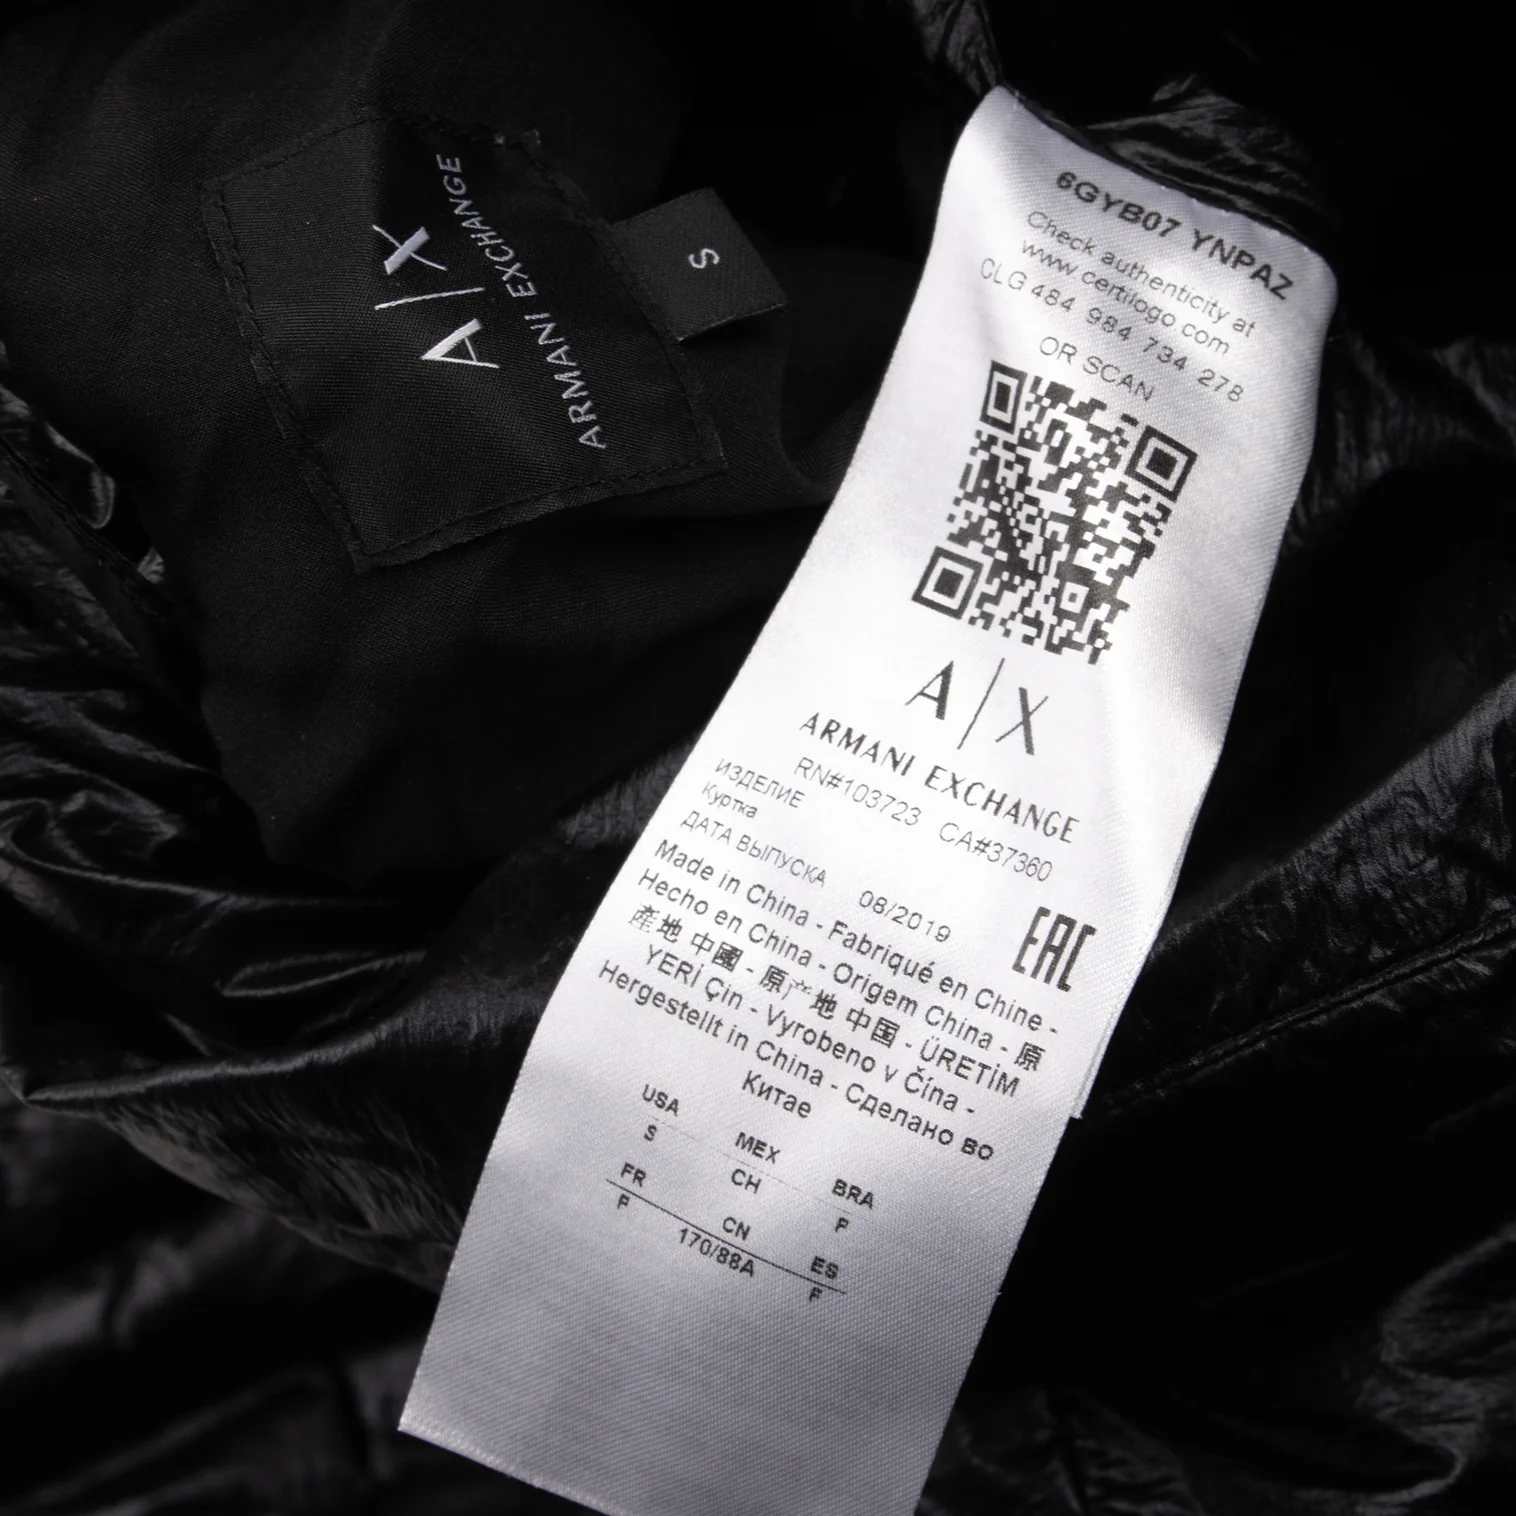 A|X
ARMANI EXCHANGE
S
6GYB07 YNPAZ
Check authenticity at
www.certilogo.com
CLG 484 984 734 278
OR SCAN
A|X
ARMANI EXCHANGE
RN#103723 CA#37360
ИЗДЕЛИЕ
Куртка
ДАТА ВЫПУСКА 08/2019
EAC
Made in China - Fabriqué en Chine -
Hecho en China - Origem China - 原
產地 中國 - 原产地 中国 - ÜRETİM
YERİ Çin - Vyrobeno v Čína -
Hergestellt in China - Сделано во
Китае
USA MEX BRA
S CH P
FR CN ES
P 170/88A F